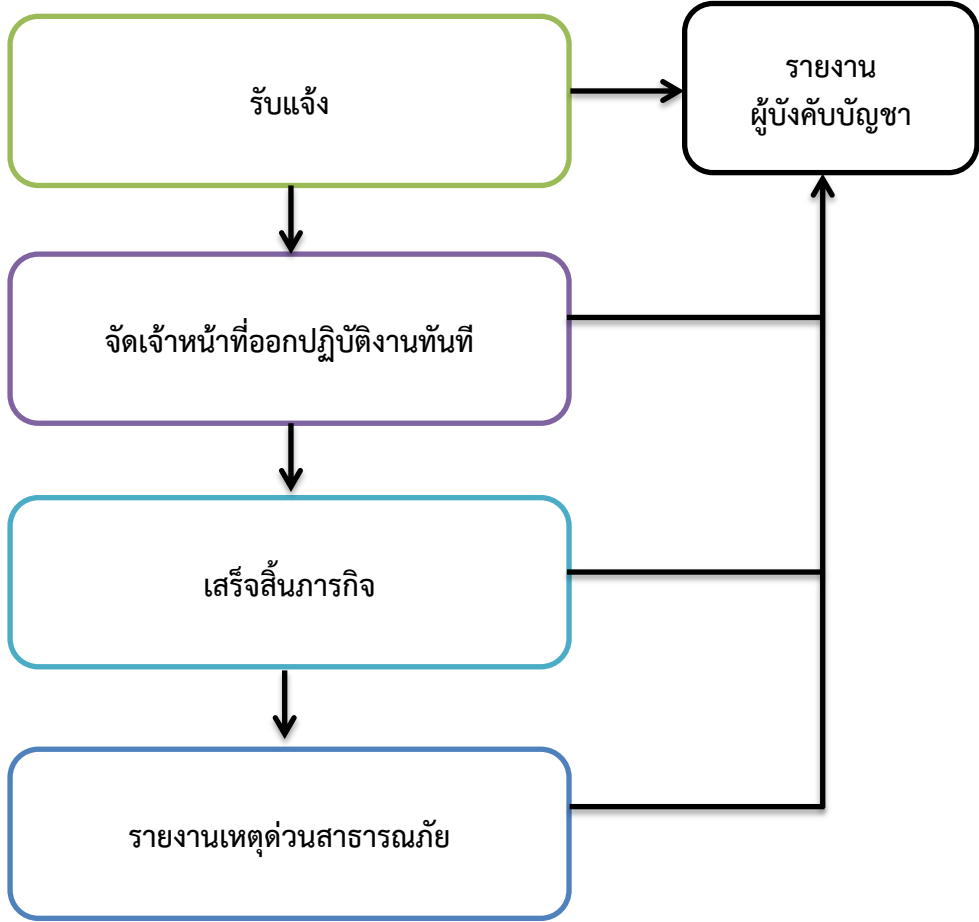 รับแจ้ง
รายงาน
ผู้บังคับบัญชา
จัดเจ้าหน้าที่ออกปฏิบัติงานทันที
เสร็จสิ้นภารกิจ
รายงานเหตุด่วนสาธารณภัย